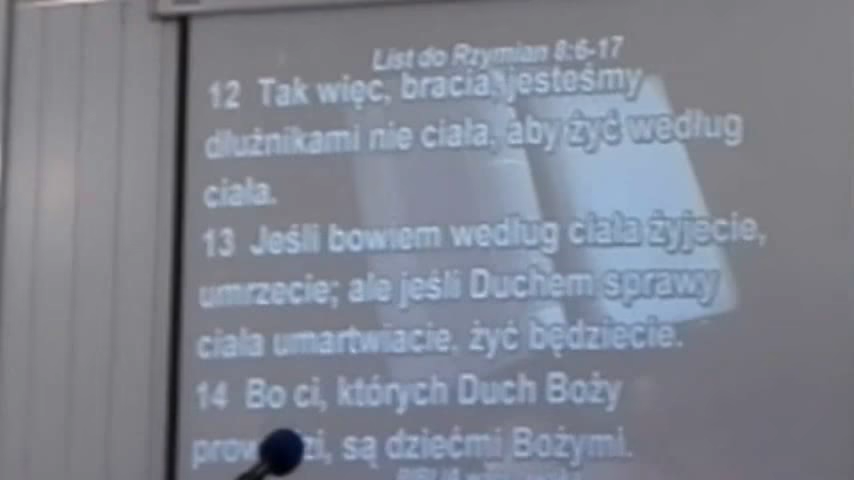 List do Rzymian 8:6-17
12 Tak więc, bracia, jesteśmy
dłużnikami nie ciała, aby żyć według
ciała.
13 Jeśli bowiem według ciała żyjecie,
umrzecie; ale jeśli Duchem sprawy
ciała umartwiacie, żyć będziecie.
14 Bo ci, których Duch Boży
prowadzi, są dziećmi Bożymi.